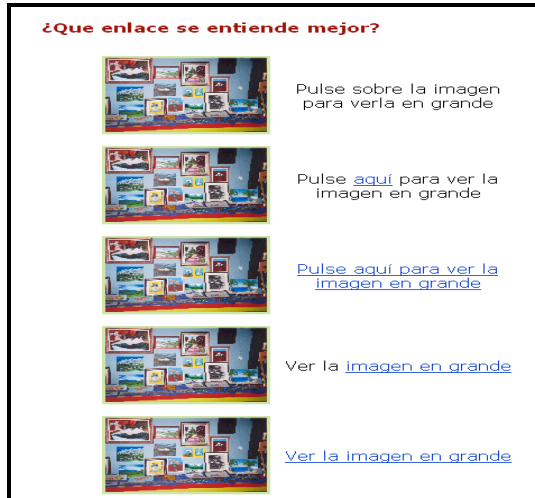 ¿Que enlace se entiende mejor?
Pulse sobre la imagen
para verla en grande
Pulse aquí para ver la
imagen en grande
Pulse aquí para ver la
imagen en grande
Ver la imagen en grande
Ver la imagen en grande